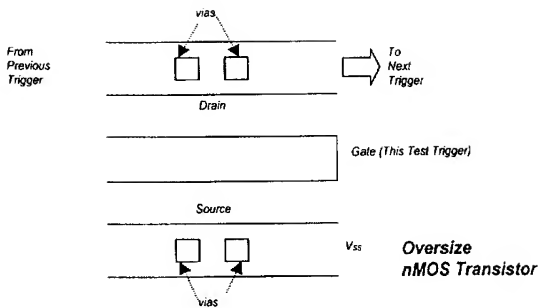 vias
From
Previous
Trigger
To
Next
Trigger
Drain
Gate (This Test Trigger)
Source
Vss
Oversize
nMOS Transistor
vias